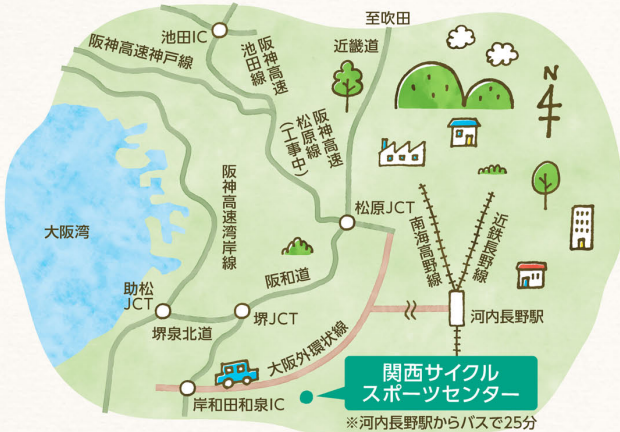 至吹田
近畿道
池田IC
阪神高速
池田線
阪神高速神戸線
阪神高速
松原線
(工事中)
N
阪神高速湾岸線
大阪湾
松原JCT
南海高野線
近鉄長野線
阪和道
助松
JCT
堺泉北道
堺JCT
大阪外環状線
河内長野駅
岸和田和泉IC
関西サイクル
スポーツセンター
※河内長野駅からバスで25分